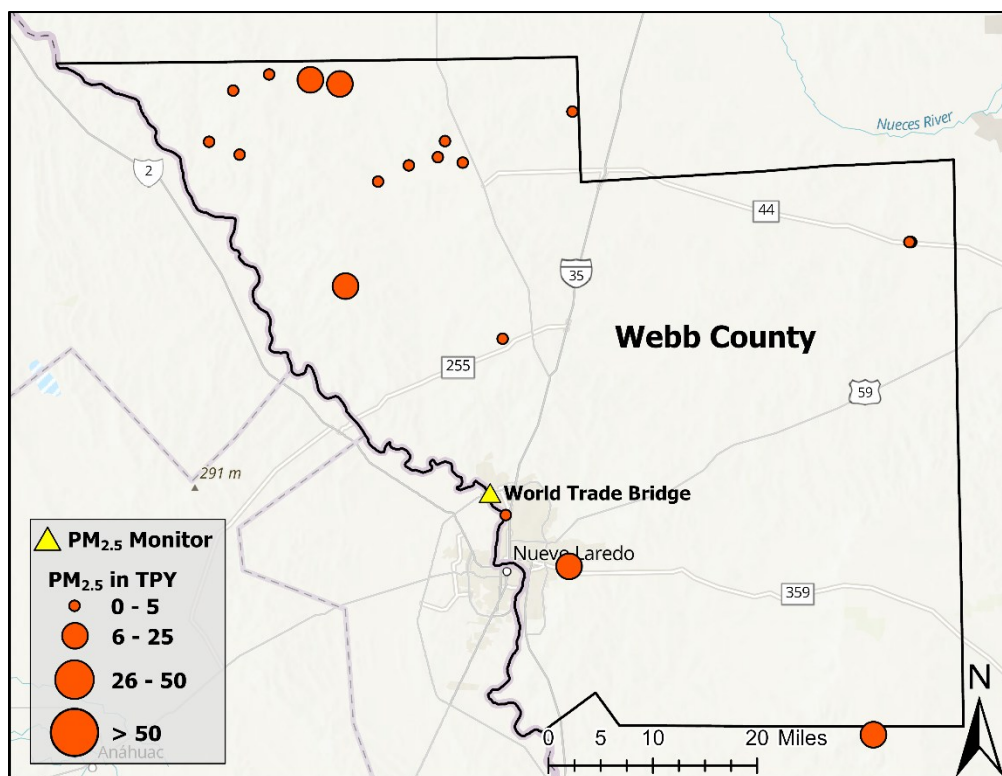 Nueces River
2
44
35
Webb County
255
59
291 m
World Trade Bridge
PM2.5 Monitor
Nuevo Laredo
PM2.5 in TPY
0 - 5
359
6 - 25
26 - 50
N
> 50
0 5 10 20 Miles
Anáhuac